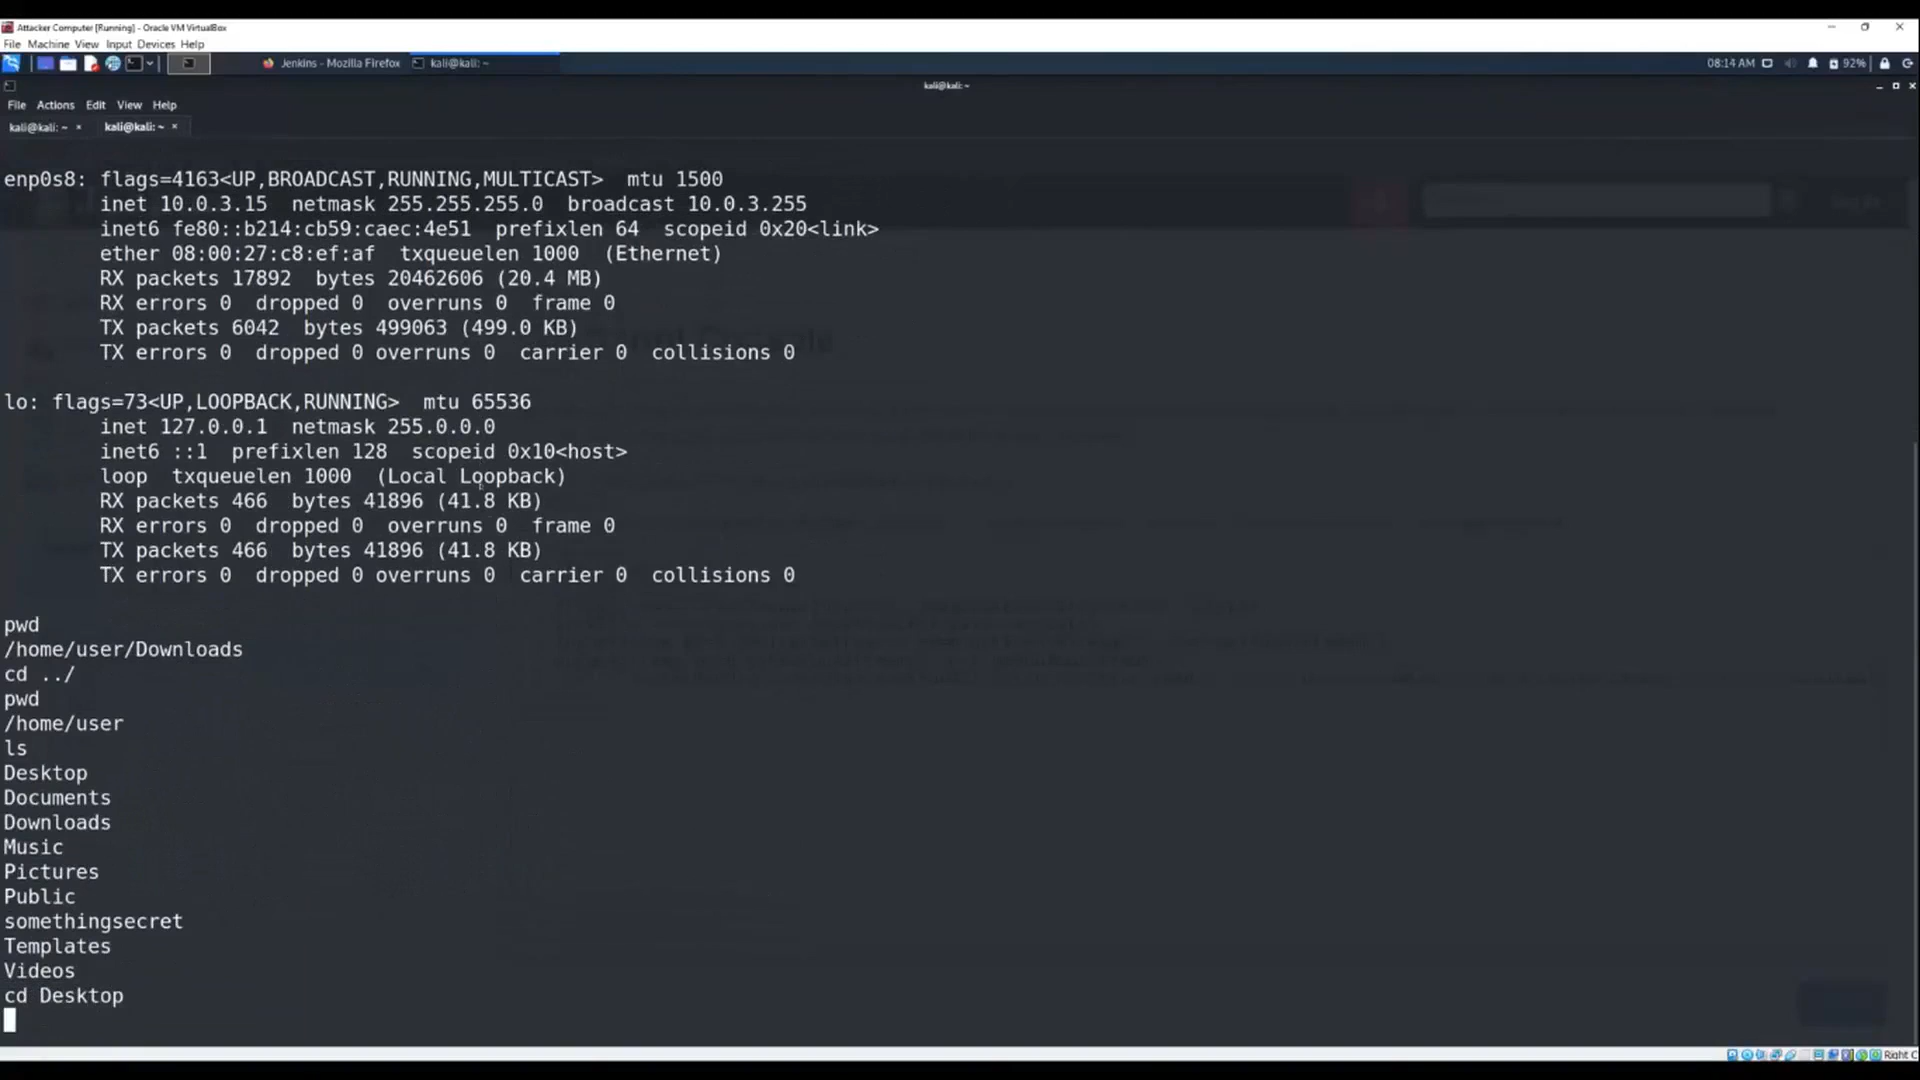 Attacker Computer [Running] - Oracle VM VirtualBox
File Machine View Input Devices Help
Jenkins - Mozilla Firefox
kali@kali: ~
08:14 AM
92%
kali@kali: ~
File Actions Edit View Help
kali@kali: ~ ×
kali@kali: ~ ×
enp0s8: flags=4163<UP,BROADCAST,RUNNING,MULTICAST> mtu 1500
inet 10.0.3.15 netmask 255.255.255.0 broadcast 10.0.3.255
inet6 fe80::b214:cb59:caec:4e51 prefixlen 64 scopeid 0x20<link>
ether 08:00:27:c8:ef:af txqueuelen 1000 (Ethernet)
RX packets 17892 bytes 20462606 (20.4 MB)
RX errors 0 dropped 0 overruns 0 frame 0
TX packets 6042 bytes 499063 (499.0 KB)
TX errors 0 dropped 0 overruns 0 carrier 0 collisions 0
lo: flags=73<UP,LOOPBACK,RUNNING> mtu 65536
inet 127.0.0.1 netmask 255.0.0.0
inet6 ::1 prefixlen 128 scopeid 0x10<host>
loop txqueuelen 1000 (Local Loopback)
RX packets 466 bytes 41896 (41.8 KB)
RX errors 0 dropped 0 overruns 0 frame 0
TX packets 466 bytes 41896 (41.8 KB)
TX errors 0 dropped 0 overruns 0 carrier 0 collisions 0
pwd
/home/user/Downloads
cd ../
pwd
/home/user
ls
Desktop
Documents
Downloads
Music
Pictures
Public
somethingsecret
Templates
Videos
cd Desktop
Right C